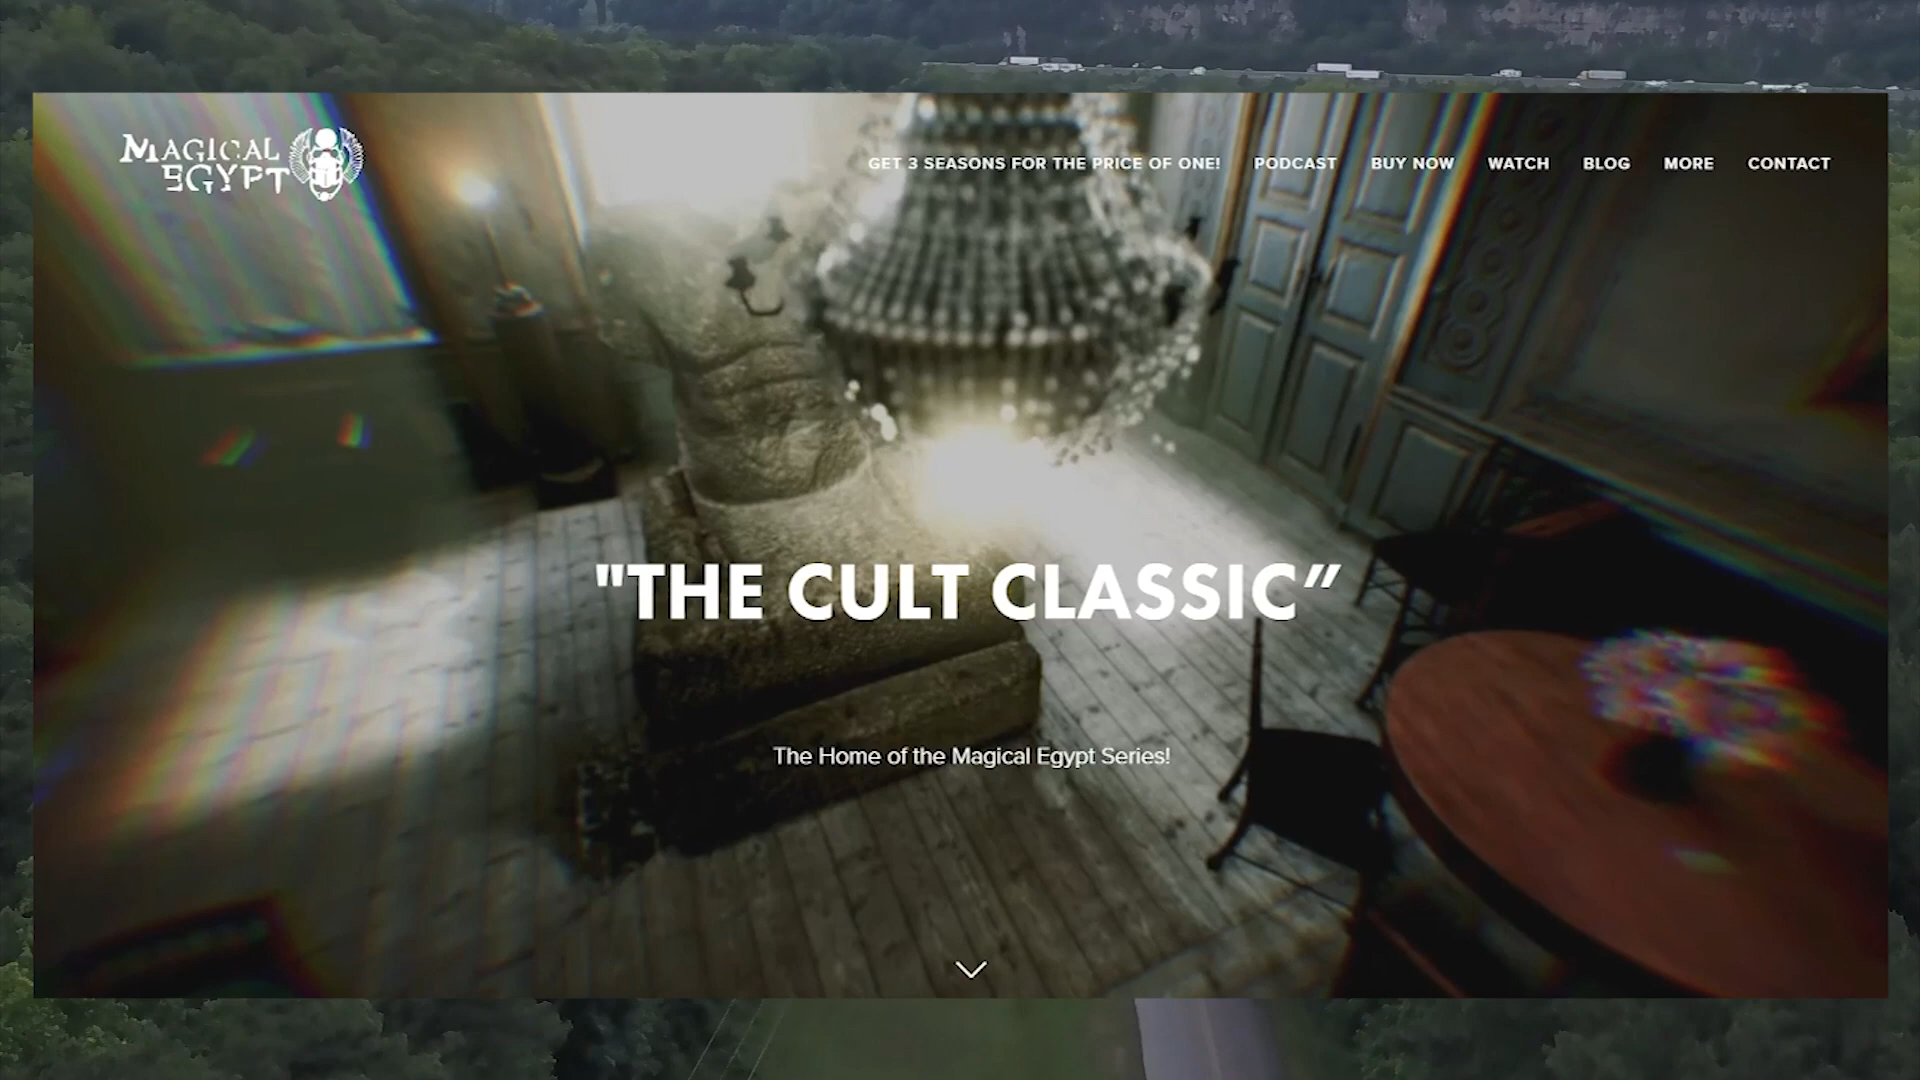 MAGICAL
EGYPT
GET 3 SEASONS FOR THE PRICE OF ONE! PODCAST BUY NOW WATCH BLOG MORE CONTACT
"THE CULT CLASSIC”
The Home of the Magical Egypt Series!